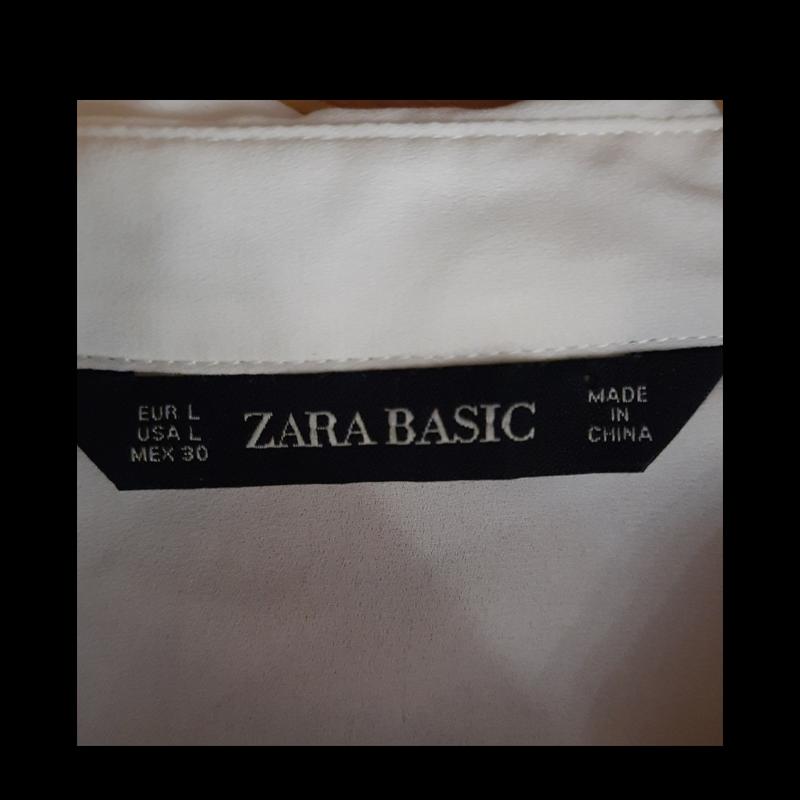 EUR L
USA L
MEX 30
ZARA BASIC
MADE
IN
CHINA